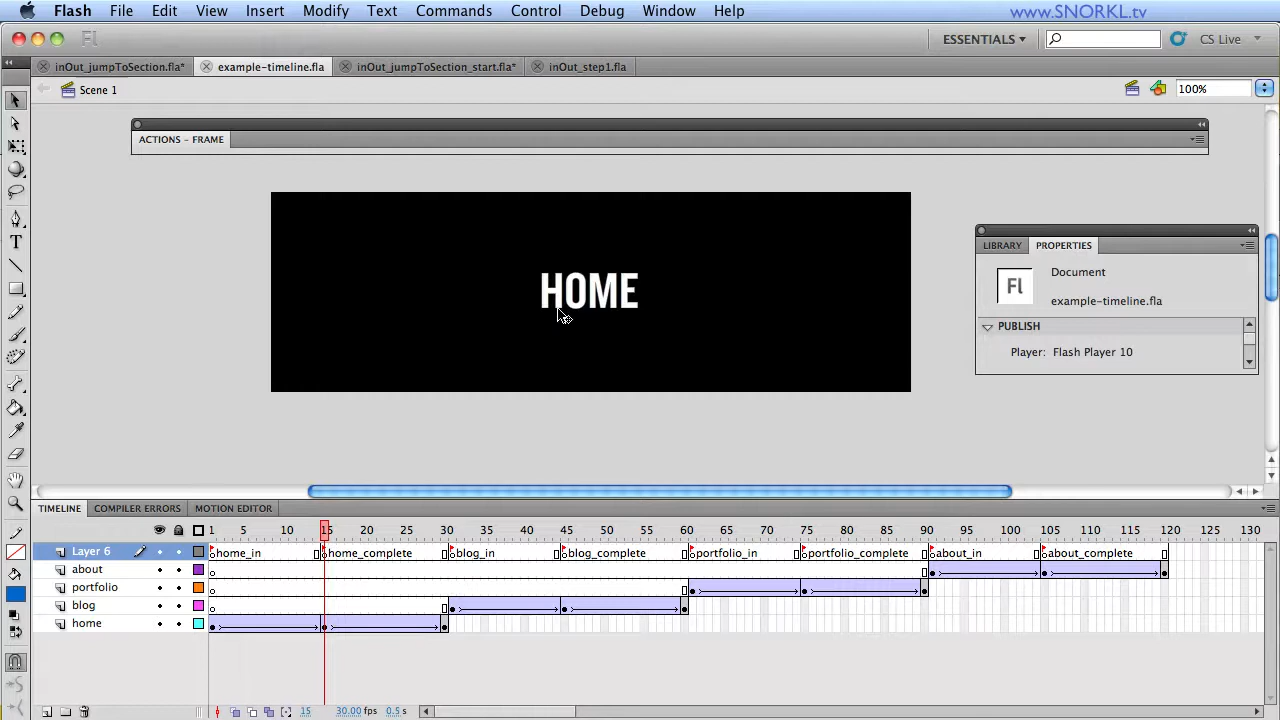 Flash File Edit View Insert Modify Text Commands Control Debug Window Help www.SNORKL.tv
Fl ESSENTIALS CS Live
inOut_jumpToSection.fla* example-timeline.fla inOut_jumpToSection_start.fla* inOut_step1.fla
Scene 1 100%
ACTIONS – FRAME
HOME
LIBRARY PROPERTIES
Fl Document
example-timeline.fla
PUBLISH
Player: Flash Player 10
TIMELINE COMPILER ERRORS MOTION EDITOR
1 5 10 15 20 25 30 35 40 45 50 55 60 65 70 75 80 85 90 95 100 105 110 115 120 125 130
Layer 6 home_in home_complete blog_in blog_complete portfolio_in portfolio_complete about_in about_complete
about
portfolio
blog
home
15 30.00 fps 0.5 s